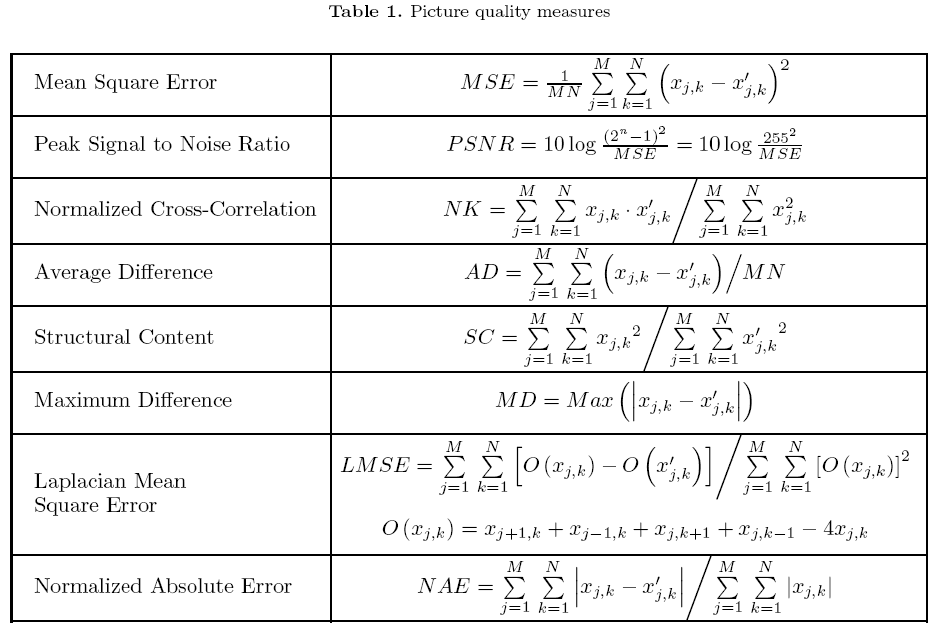 Table 1. Picture quality measures
Mean Square Error
$MSE = \frac{1}{MN} \sum_{j=1}^{M} \sum_{k=1}^{N} \left( x_{j,k} - x'_{j,k} \right)^2$
Peak Signal to Noise Ratio
$PSNR = 10 \log \frac{(2^n-1)^2}{MSE} = 10 \log \frac{255^2}{MSE}$
Normalized Cross-Correlation
$NK = \sum_{j=1}^{M} \sum_{k=1}^{N} x_{j,k} \cdot x'_{j,k} \Big/ \sum_{j=1}^{M} \sum_{k=1}^{N} x_{j,k}^2$
Average Difference
$AD = \sum_{j=1}^{M} \sum_{k=1}^{N} \left( x_{j,k} - x'_{j,k} \right) \Big/ MN$
Structural Content
$SC = \sum_{j=1}^{M} \sum_{k=1}^{N} {x_{j,k}}^2 \Big/ \sum_{j=1}^{M} \sum_{k=1}^{N} {x'_{j,k}}^2$
Maximum Difference
$MD = Max \left( \left| x_{j,k} - x'_{j,k} \right| \right)$
Laplacian Mean
Square Error
$LMSE = \sum_{j=1}^{M} \sum_{k=1}^{N} \left[ O\left(x_{j,k}\right) - O\left(x'_{j,k}\right) \right] \Big/ \sum_{j=1}^{M} \sum_{k=1}^{N} \left[ O\left(x_{j,k}\right) \right]^2$
$O\left(x_{j,k}\right) = x_{j+1,k} + x_{j-1,k} + x_{j,k+1} + x_{j,k-1} - 4x_{j,k}$
Normalized Absolute Error
$NAE = \sum_{j=1}^{M} \sum_{k=1}^{N} \left| x_{j,k} - x'_{j,k} \right| \Big/ \sum_{j=1}^{M} \sum_{k=1}^{N} \left| x_{j,k} \right|$